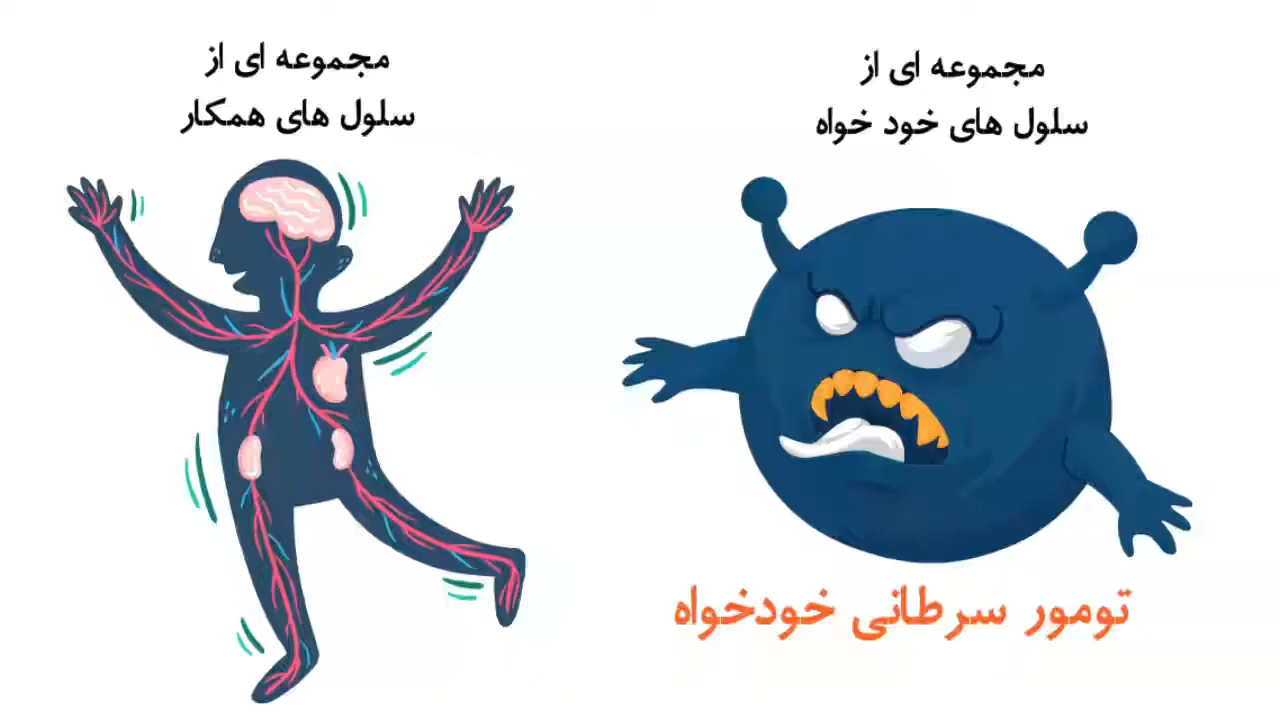 مجموعه ای از
سلول های خود خواه
مجموعه ای از
سلول های همکار
تومور سرطانی خودخواه